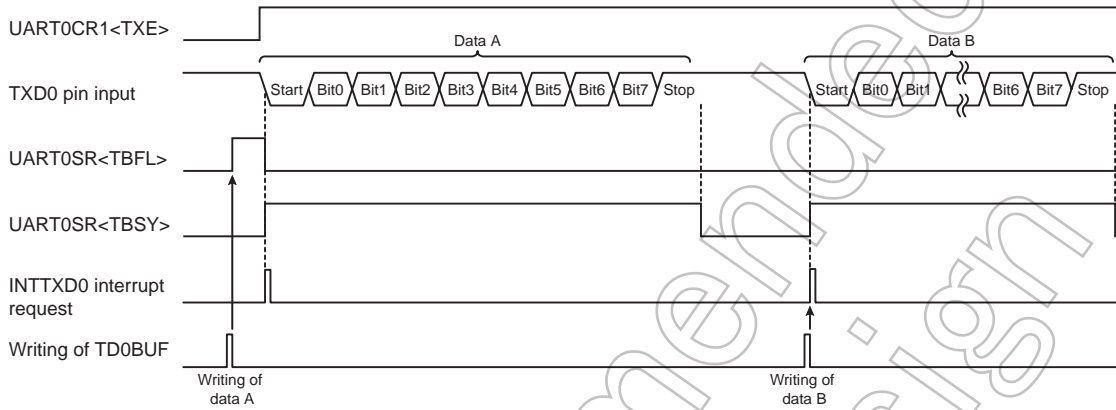 UART0CR1<TXE>
Data A
Data B
TXD0 pin input
Start Bit0 Bit1 Bit2 Bit3 Bit4 Bit5 Bit6 Bit7 Stop
Start Bit0 Bit1 Bit6 Bit7 Stop
UART0SR<TBFL>
UART0SR<TBSY>
INTTXD0 interrupt
request
Writing of TD0BUF
Writing of
data A
Writing of
data B